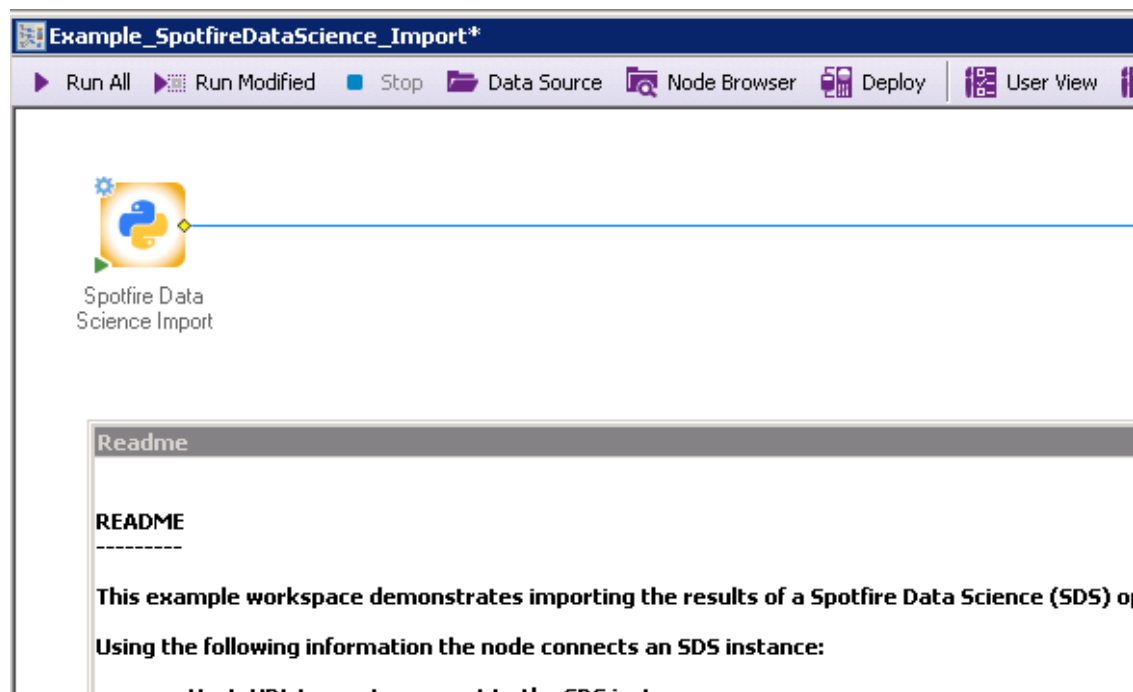 Example_SpotfireDataScience_Import*
Run All Run Modified Stop Data Source Node Browser Deploy User View
Spotfire Data
Science Import
Readme
README
---------
This example workspace demonstrates importing the results of a Spotfire Data Science (SDS)
Using the following information the node connects an SDS instance: